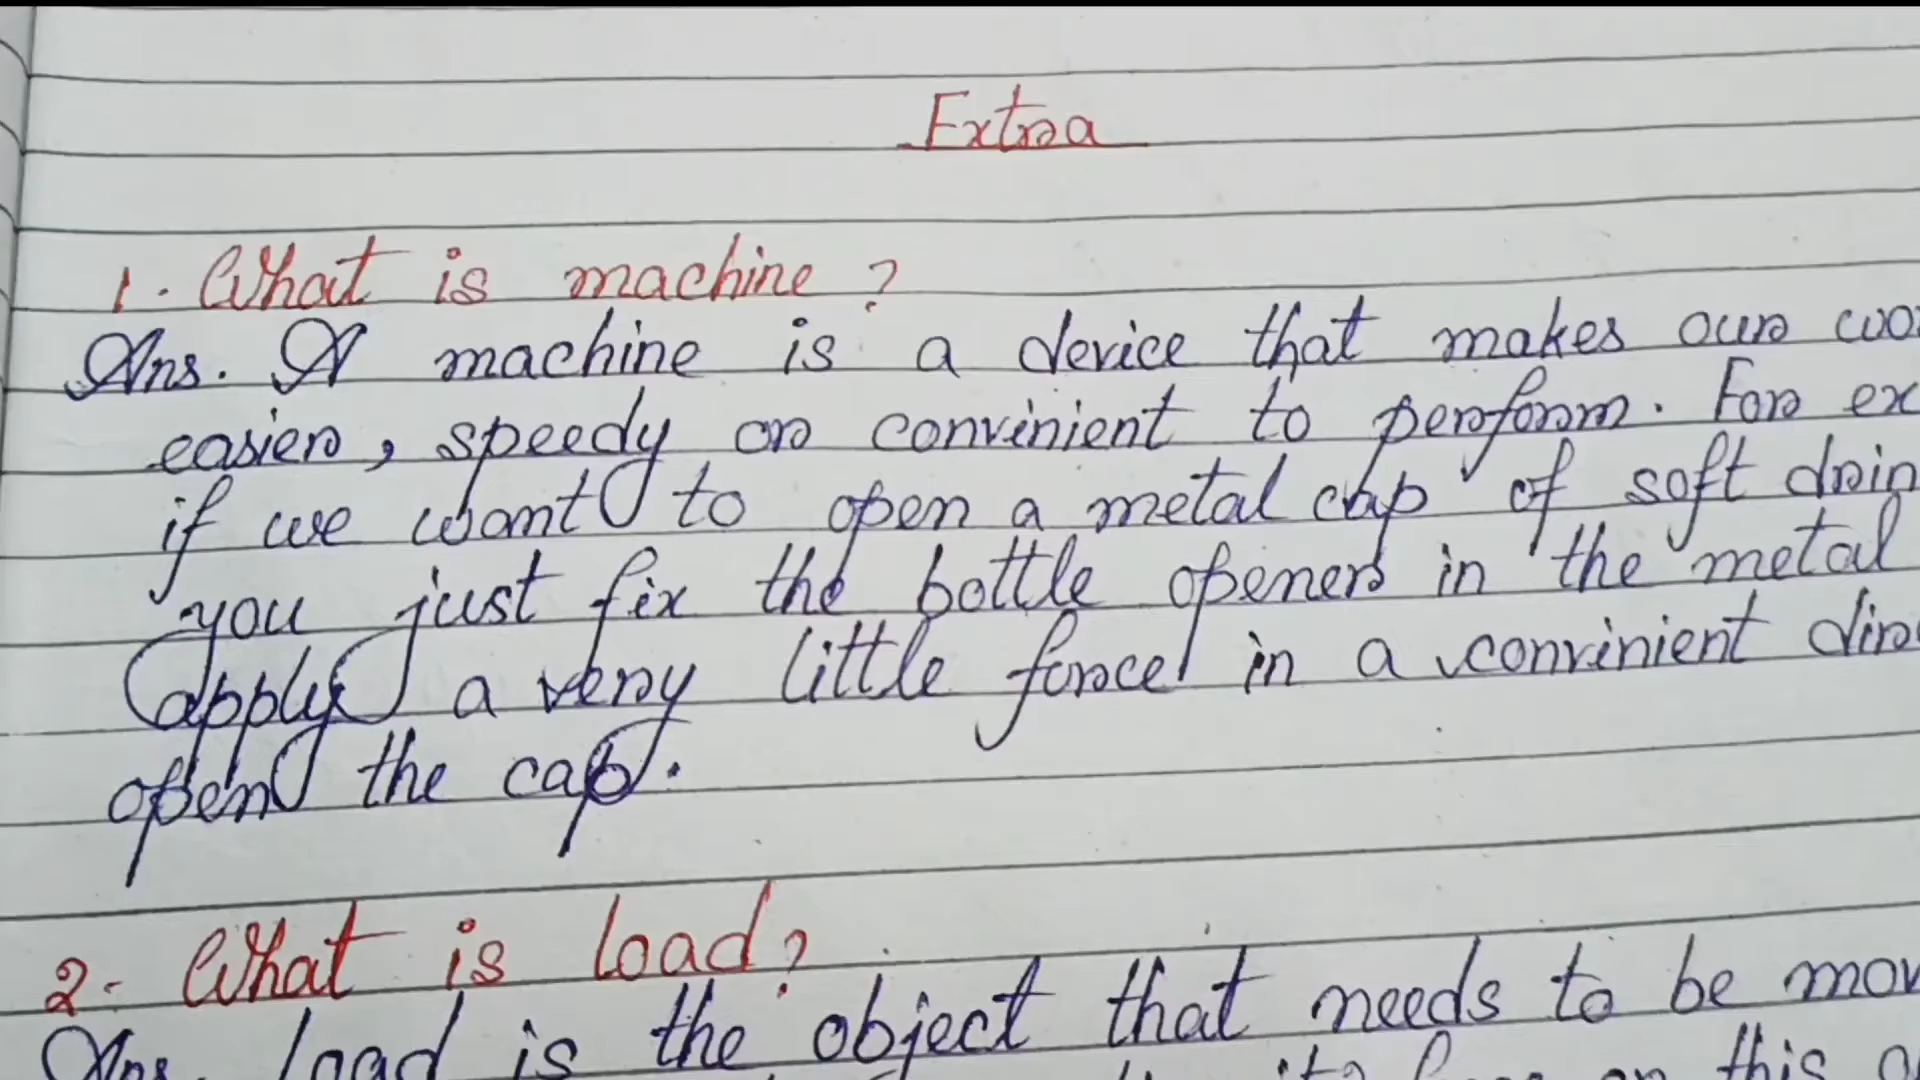 Extra
1. What is machine ?
Ans. A machine is a device that makes our wo
easier, speedy or convinient to perform. For ex
if we want to open a metal cap of soft drin
you just fix the bottle opener in the metal
apply a very little force in a convinient dir
open the cap.
2. What is load?
Ans. load is the object that needs to be mov
this